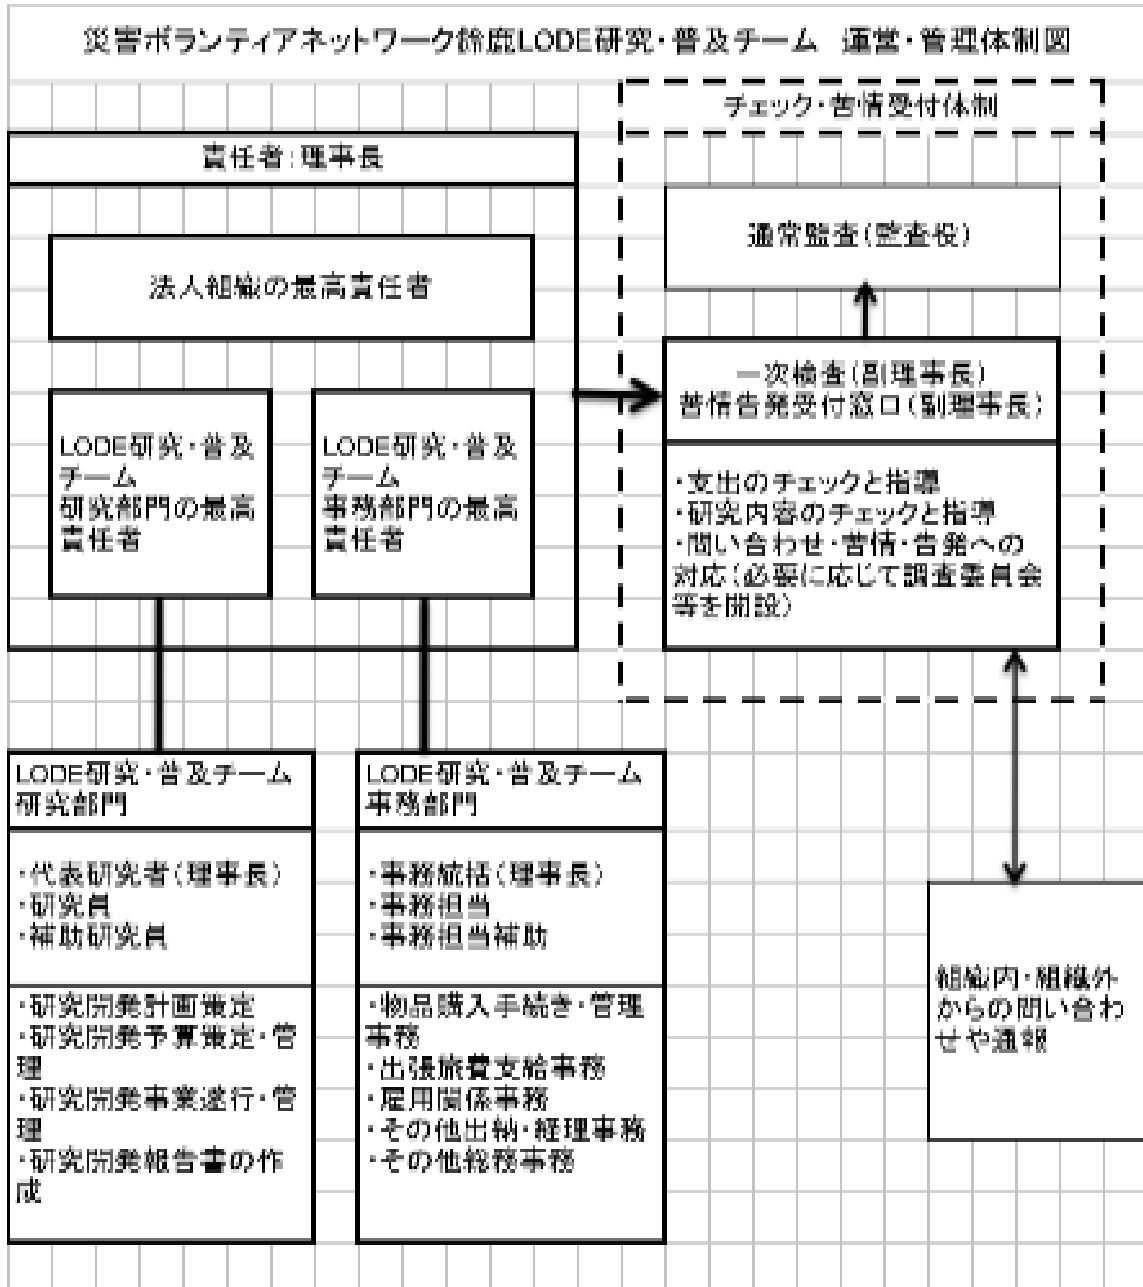 災害ボランティアネットワーク鈴鹿LODE研究・普及チーム 運営・管理体制図
チェック・苦情受付体制
責任者:理事長
通常監査(監査役)
法人組織の最高責任者
一次検査(副理事長)
苦情告発受付窓口(副理事長)
LODE研究・普及
チーム
研究部門の最高
責任者
LODE研究・普及
チーム
事務部門の最高
責任者
・支出のチェックと指導
・研究内容のチェックと指導
・問い合わせ・苦情・告発への
対応(必要に応じて調査委員会
等を開設)
LODE研究・普及チーム
研究部門
・代表研究者(理事長)
・研究員
・補助研究員
・研究開発計画策定
・研究開発予算策定・管
理
・研究開発事業遂行・管
理
・研究開発報告書の作
成
LODE研究・普及チーム
事務部門
・事務統括(理事長)
・事務担当
・事務担当補助
・物品購入手続き・管理
事務
・出張旅費支給事務
・雇用関係事務
・その他出納・経理事務
・その他総務事務
組織内・組織外
からの問い合わ
せや通報